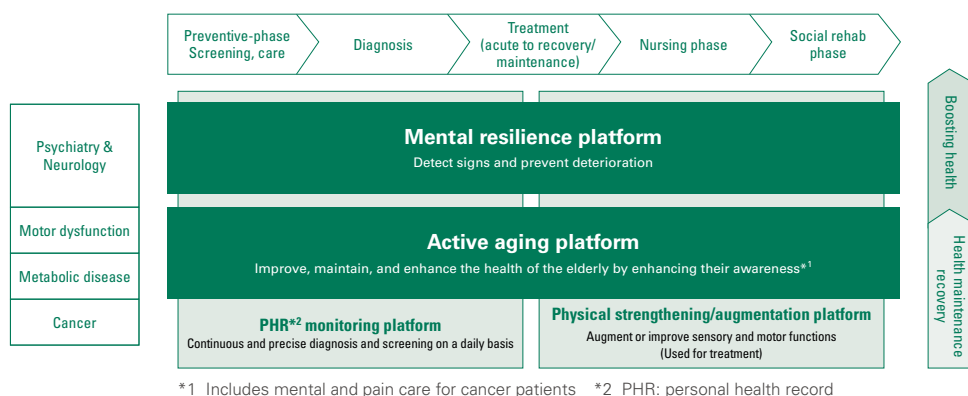 Preventive-phase
Screening, care
Diagnosis
Treatment
(acute to recovery/
maintenance)
Nursing phase
Social rehab
phase
Psychiatry &
Neurology
Motor dysfunction
Metabolic disease
Cancer
Mental resilience platform
Detect signs and prevent deterioration
Active aging platform
Improve, maintain, and enhance the health of the elderly by enhancing their awareness*1
PHR*2 monitoring platform
Continuous and precise diagnosis and screening on a daily basis
Physical strengthening/augmentation platform
Augment or improve sensory and motor functions
(Used for treatment)
Boosting health
Health maintenance
recovery
*1 Includes mental and pain care for cancer patients *2 PHR: personal health record